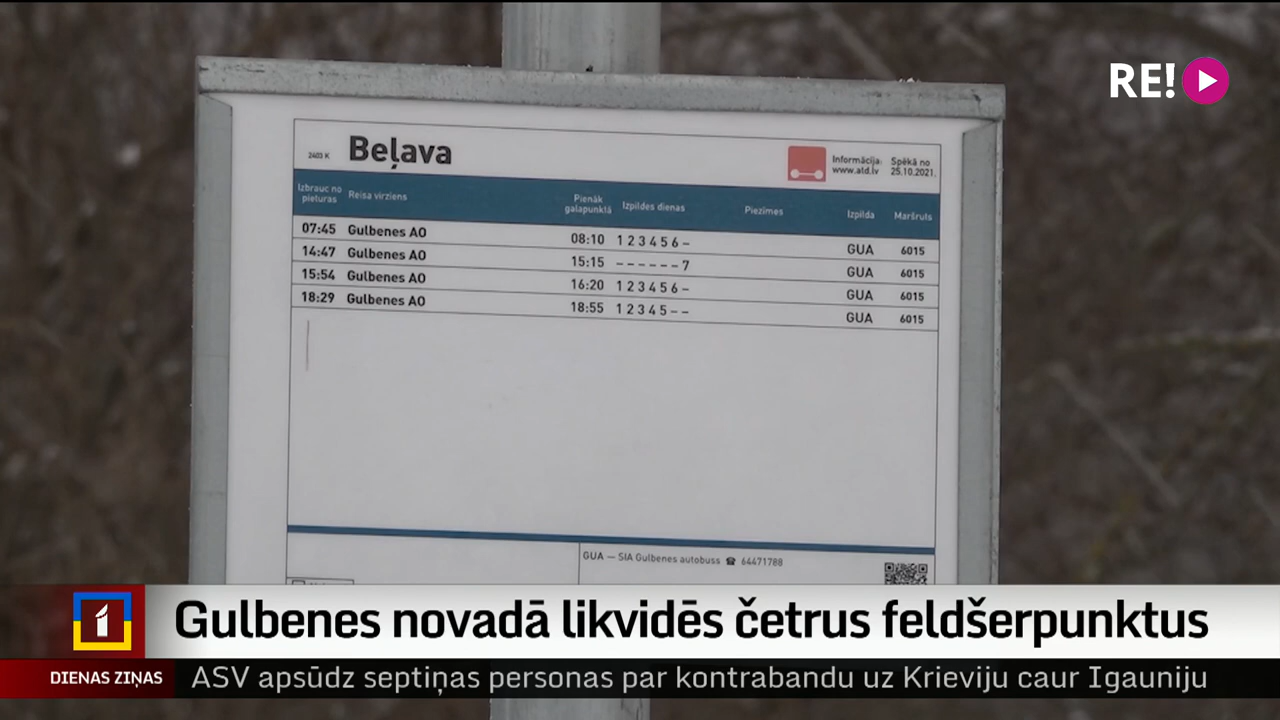 RE!
2403 K Beļava Informācija: www.atd.lv Spēkā no 25.10.2021.
Izbrauc no pieturas Reisa virziens Pienāk galapunktā Izpildes dienas Piezīmes Izpilda Maršruts
07:45 Gulbenes AO 08:10 1 2 3 4 5 6 – GUA 6015
14:47 Gulbenes AO 15:15 – – – – – – 7 GUA 6015
15:54 Gulbenes AO 16:20 1 2 3 4 5 6 – GUA 6015
18:29 Gulbenes AO 18:55 1 2 3 4 5 – – GUA 6015
GUA — SIA Gulbenes autobuss ☎ 64471788
1 Gulbenes novadā likvidēs četrus feldšerpunktus
DIENAS ZIŅAS ASV apsūdz septiņas personas par kontrabandu uz Krieviju caur Igauniju